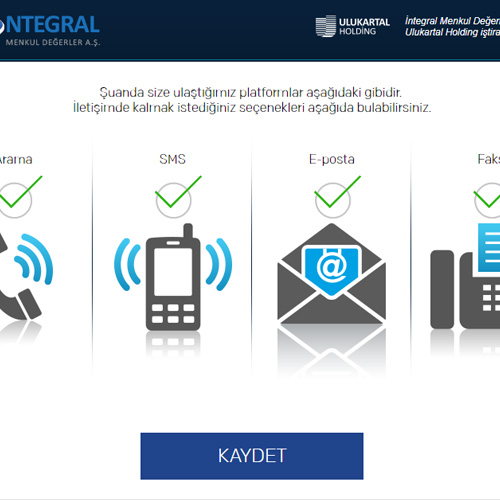 NTEGRAL
MENKUL DEĞERLER A.Ş.
ULUKARTAL
HOLDING
İntegral Menkul Değerl
Ulukartal Holding iştira
Şuanda size ulaştığımız platformlar aşağıdaki gibidir.
İletişimde kalmak istediğiniz seçenekleri aşağıda bulabilirsiniz.
Arama
SMS
E-posta
Faks
@
KAYDET